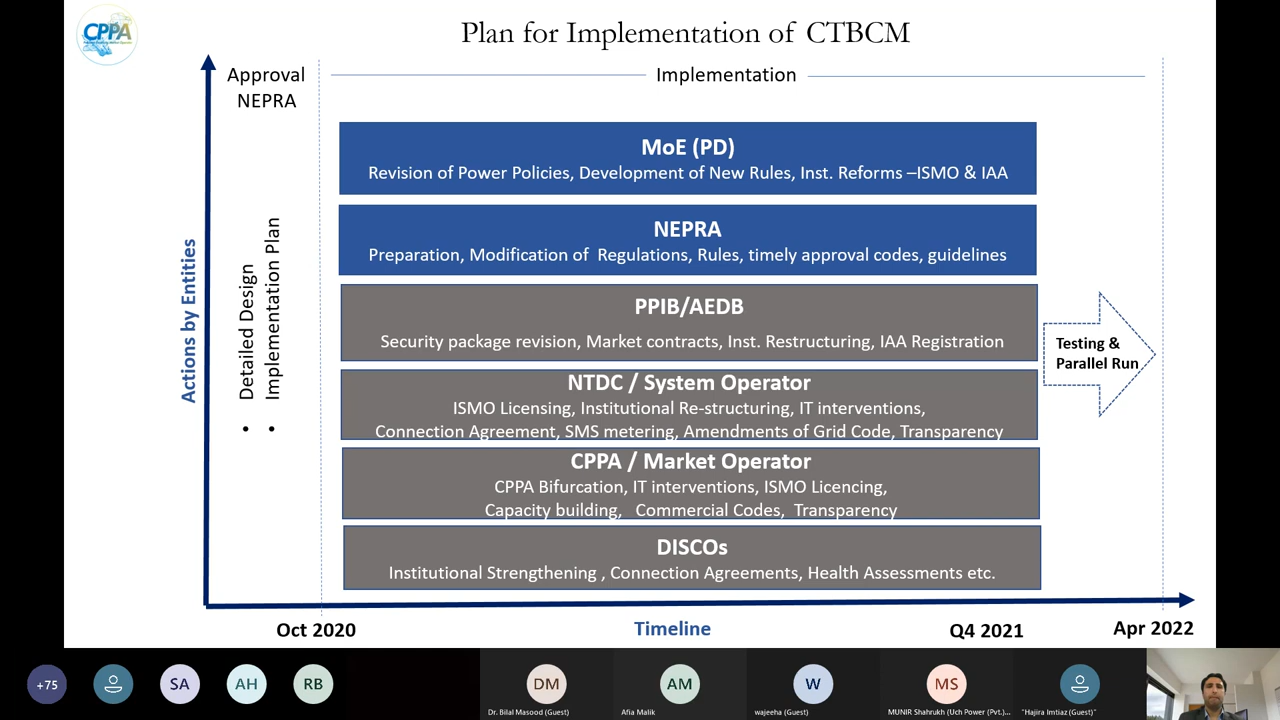 CPPA
Plan for Implementation of CTBCM
Approval
NEPRA
Implementation
MoE (PD)
Revision of Power Policies, Development of New Rules, Inst. Reforms –ISMO & IAA
NEPRA
Preparation, Modification of Regulations, Rules, timely approval codes, guidelines
PPIB/AEDB
Security package revision, Market contracts, Inst. Restructuring, IAA Registration
NTDC / System Operator
ISMO Licensing, Institutional Re-structuring, IT interventions,
Connection Agreement, SMS metering, Amendments of Grid Code, Transparency
CPPA / Market Operator
CPPA Bifurcation, IT interventions, ISMO Licencing,
Capacity building, Commercial Codes, Transparency
DISCOs
Institutional Strengthening , Connection Agreements, Health Assessments etc.
Actions by Entities
• Detailed Design
• Implementation Plan
Testing &
Parallel Run
Oct 2020
Timeline
Q4 2021
Apr 2022
+75
SA
AH
RB
DM
Dr. Bilal Masood (Guest)
AM
Afia Malik
W
wajeeha (Guest)
MS
MUNIR Shahrukh (Uch Power (Pvt.)...
"Hajira Imtiaz (Guest)"